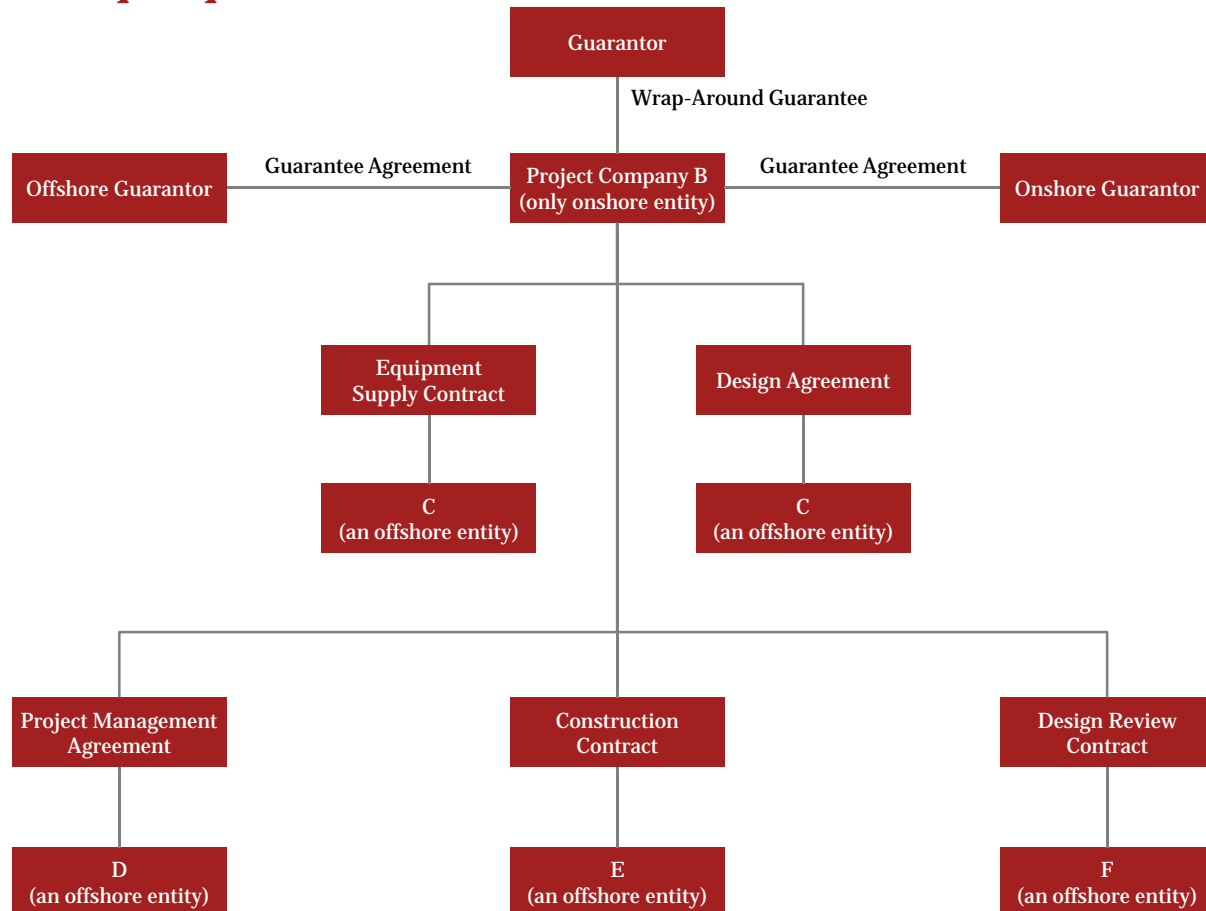 Guarantor
Wrap-Around Guarantee
Guarantee Agreement
Guarantee Agreement
Offshore Guarantor
Project Company B
(only onshore entity)
Onshore Guarantor
Equipment
Supply Contract
Design Agreement
C
(an offshore entity)
C
(an offshore entity)
Project Management
Agreement
Construction
Contract
Design Review
Contract
D
(an offshore entity)
E
(an offshore entity)
F
(an offshore entity)